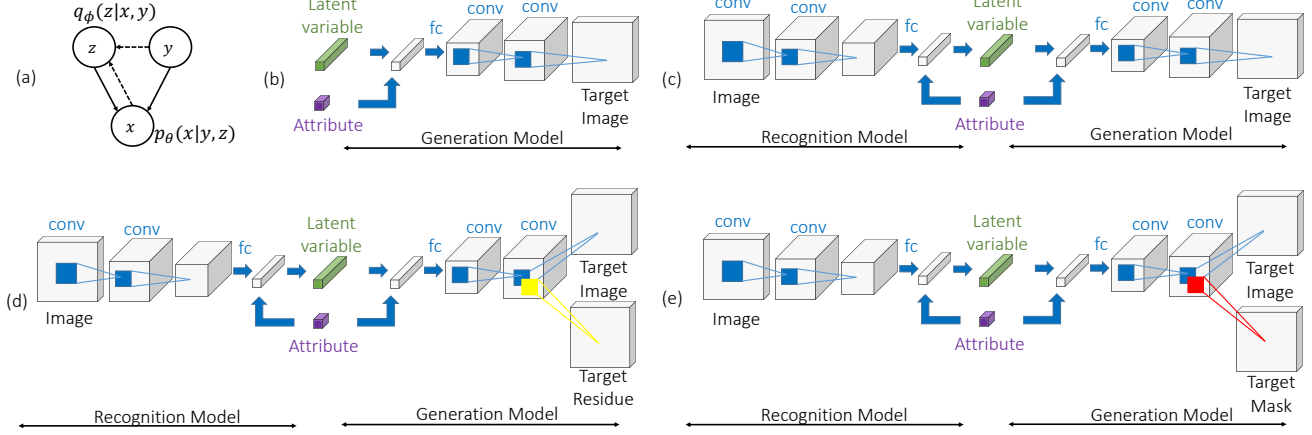 (a)
q_ϕ(z|x, y)
z
y
x
p_θ(x|y, z)
(b)
Latent
variable
Attribute
fc
conv
conv
Target
Image
Generation Model
(c)
conv
conv
Image
fc
Latent
variable
Attribute
fc
conv
conv
Target
Image
Recognition Model
Generation Model
(d)
conv
conv
Image
fc
Latent
variable
Attribute
fc
conv
conv
Target
Image
Target
Residue
Recognition Model
Generation Model
(e)
conv
conv
Image
fc
Latent
variable
Attribute
fc
conv
conv
Target
Image
Target
Mask
Recognition Model
Generation Model